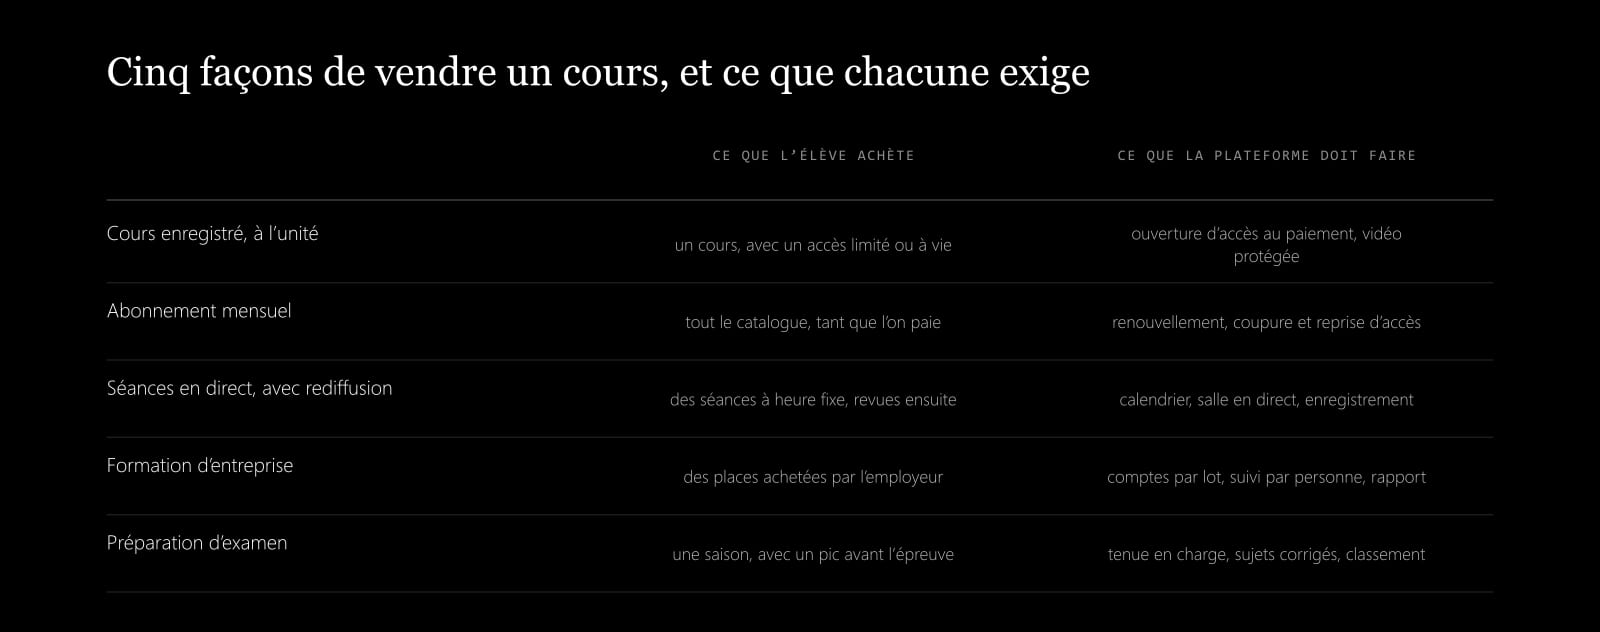 Cinq façons de vendre un cours, et ce que chacune exige
CE QUE L’ÉLÈVE ACHÈTE
CE QUE LA PLATEFORME DOIT FAIRE
Cours enregistré, à l’unité
un cours, avec un accès limité ou à vie
ouverture d’accès au paiement, vidéo
protégée
Abonnement mensuel
tout le catalogue, tant que l’on paie
renouvellement, coupure et reprise d’accès
Séances en direct, avec rediffusion
des séances à heure fixe, revues ensuite
calendrier, salle en direct, enregistrement
Formation d’entreprise
des places achetées par l’employeur
comptes par lot, suivi par personne, rapport
Préparation d’examen
une saison, avec un pic avant l’épreuve
tenue en charge, sujets corrigés, classement